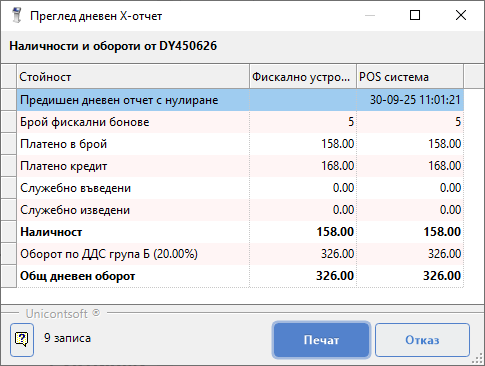 Преглед дневен X-отчет
Наличности и обороти от DY450626
Стойност Фискално устро... POS система
Предишен дневен отчет с нулиране 30-09-25 11:01:21
Брой фискални бонове 5 5
Платено в брой 158.00 158.00
Платено кредит 168.00 168.00
Служебно въведени 0.00 0.00
Служебно изведени 0.00 0.00
Наличност 158.00 158.00
Оборот по ДДС група Б (20.00%) 326.00 326.00
Общ дневен оборот 326.00 326.00
Unicontsoft ®
9 записа Печат Отказ